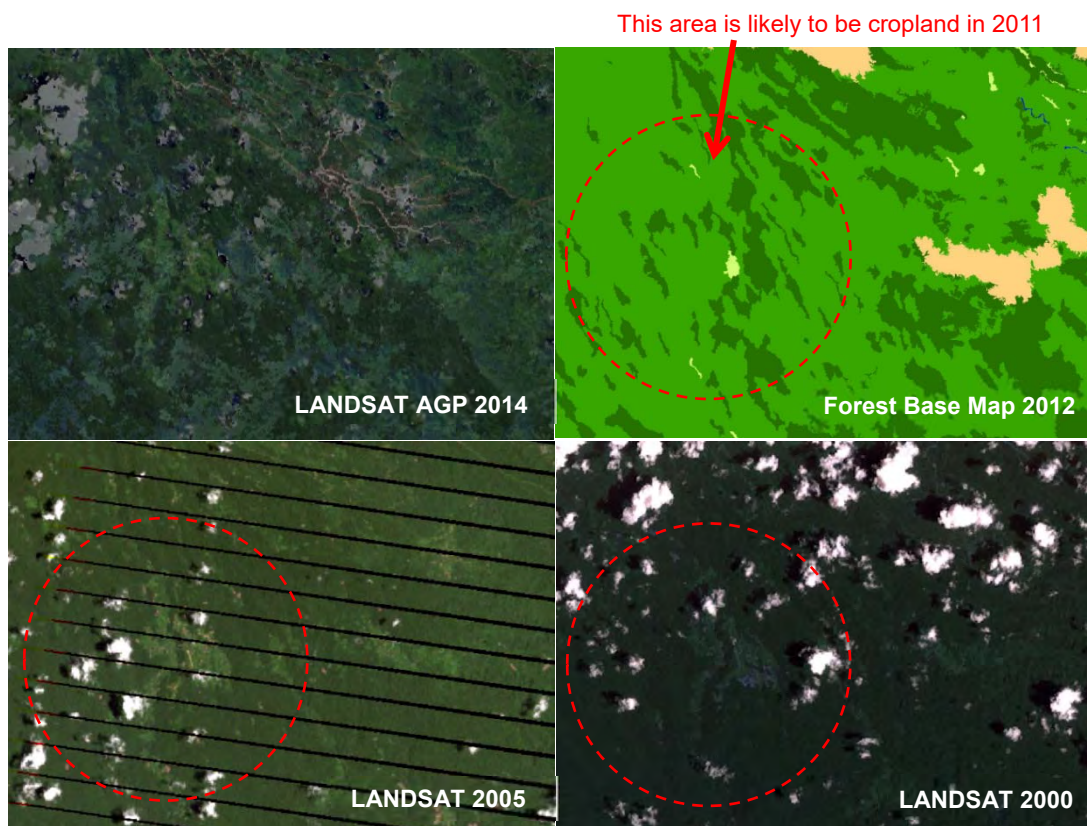 This area is likely to be cropland in 2011
LANDSAT AGP 2014
Forest Base Map 2012
LANDSAT 2005
LANDSAT 2000